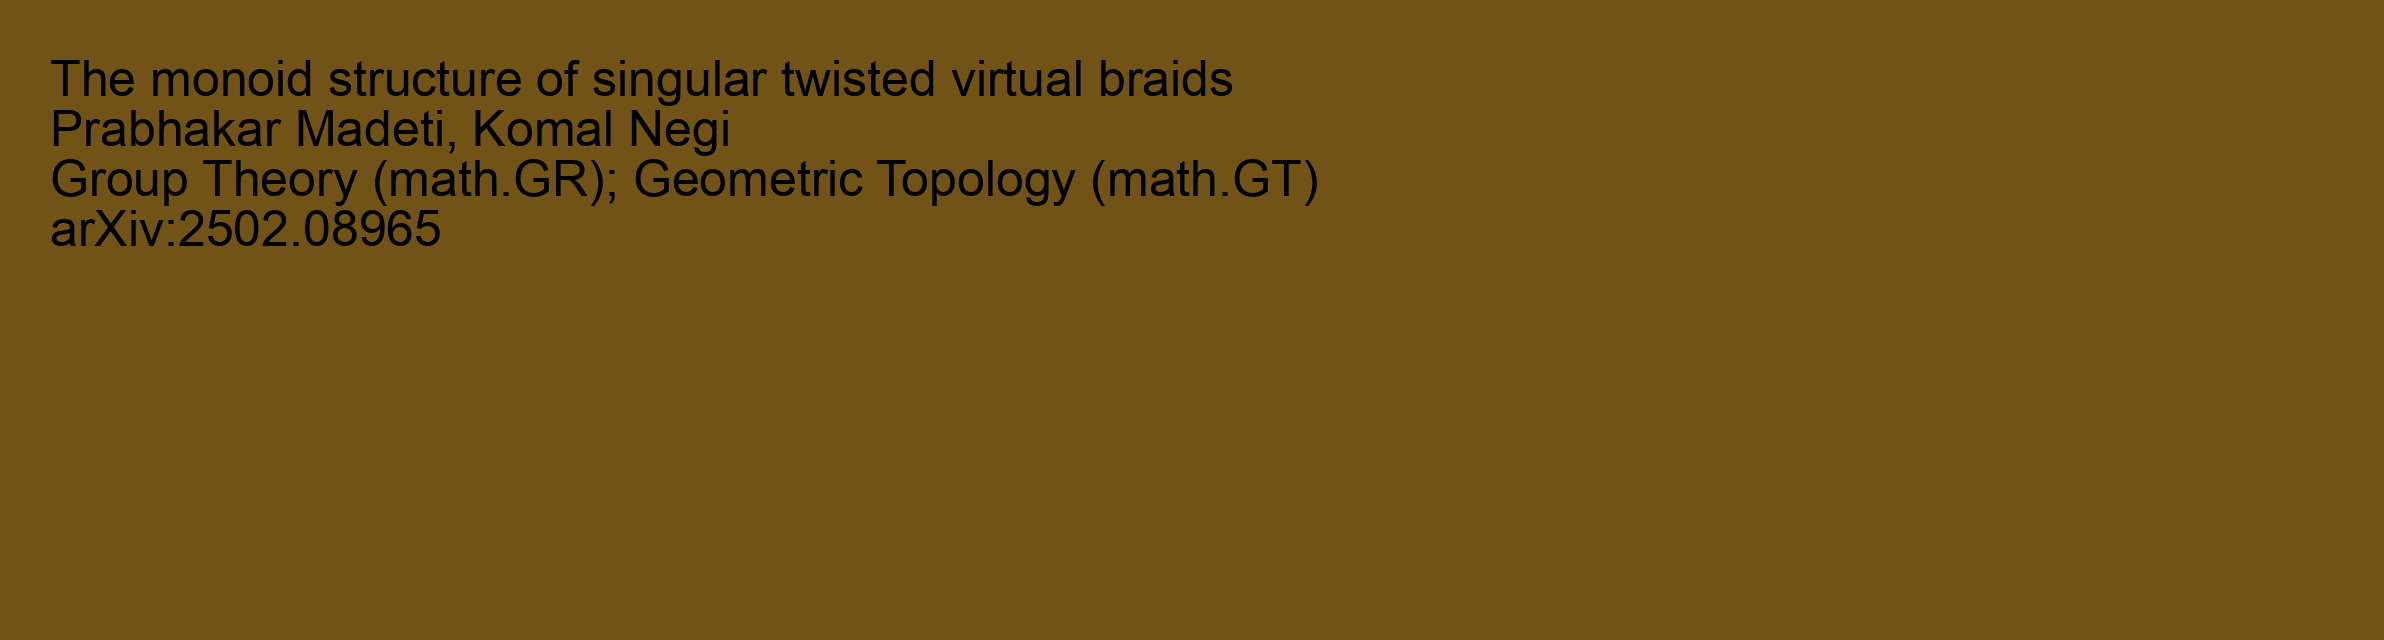 The monoid structure of singular twisted virtual braids
Prabhakar Madeti, Komal Negi
Group Theory (math.GR); Geometric Topology (math.GT)
arXiv:2502.08965